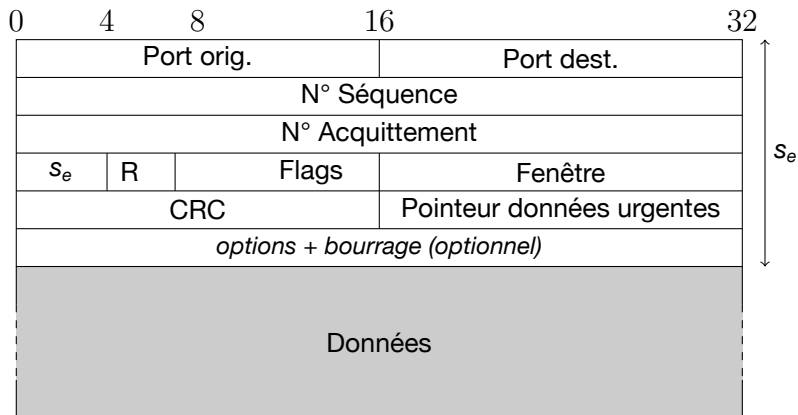 0 4 8 16 32
Port orig. Port dest.
N° Séquence
N° Acquittement
s_e
s_e R Flags Fenêtre
CRC Pointeur données urgentes
options + bourrage (optionnel)
Données